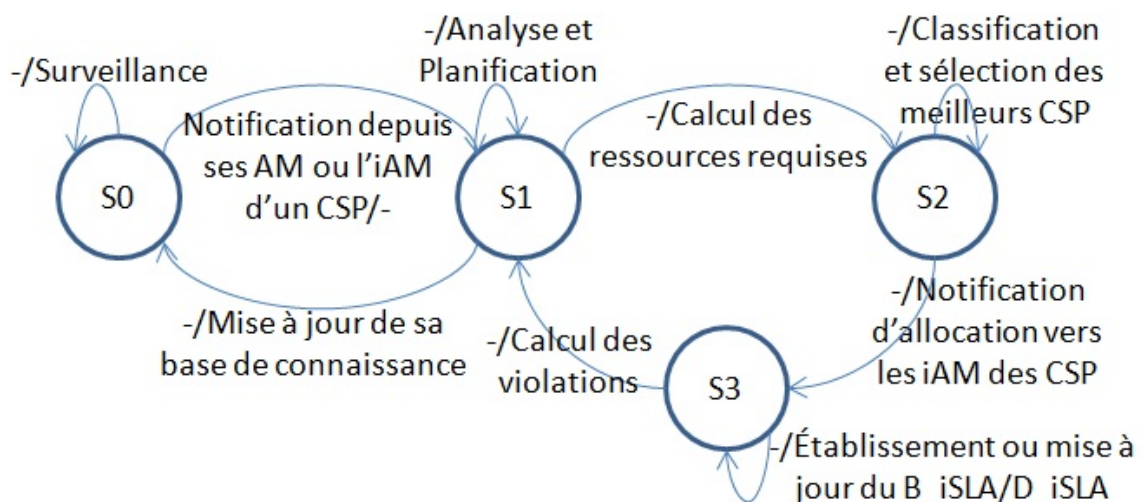 -/Surveillance
-/Analyse et
Planification
-/Classification
et sélection des
meilleurs CSP
Notification depuis
ses AM ou l'iAM
d'un CSP/-
-/Calcul des
ressources requises
S0
S1
S2
-/Mise à jour de sa
base de connaissance
-/Calcul des
violations
-/Notification
d'allocation vers
les iAM des CSP
S3
-/Établissement ou mise à
jour du B_iSLA/D_iSLA